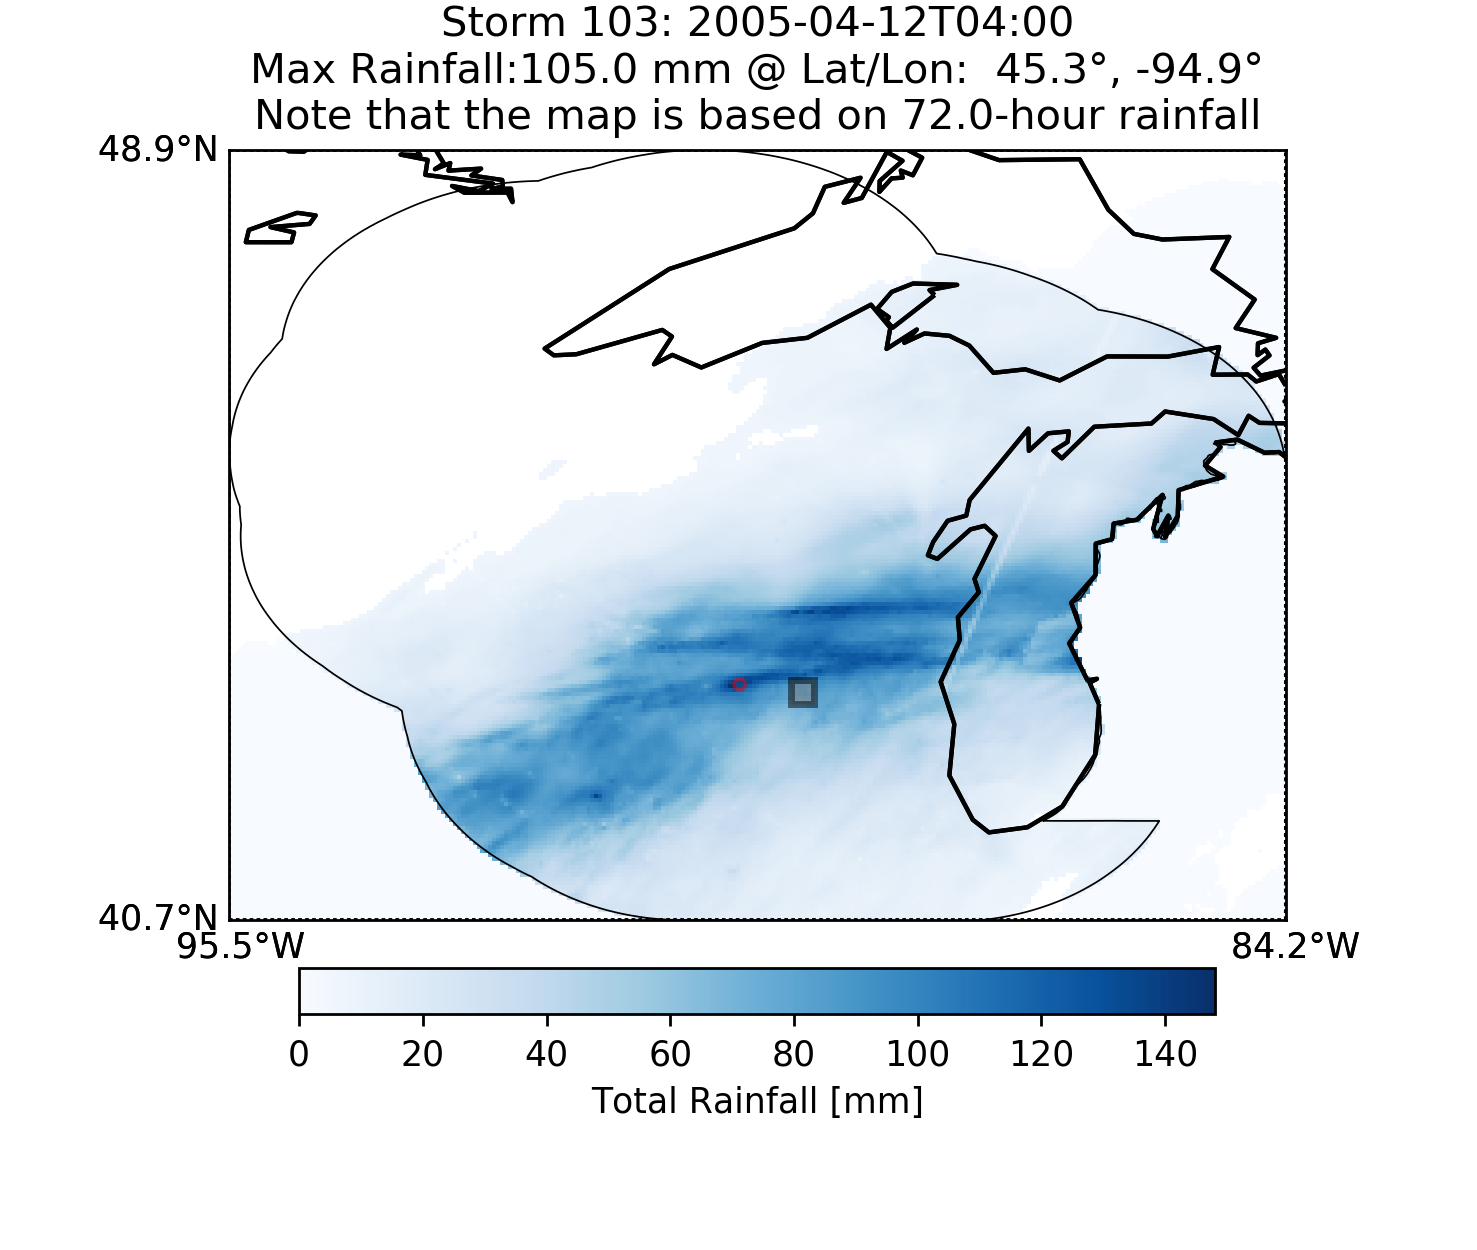 Storm 103: 2005-04-12T04:00
Max Rainfall:105.0 mm @ Lat/Lon:  45.3°, -94.9°
Note that the map is based on 72.0-hour rainfall
48.9°N
40.7°N
95.5°W 84.2°W
0 20 40 60 80 100 120 140
Total Rainfall [mm]